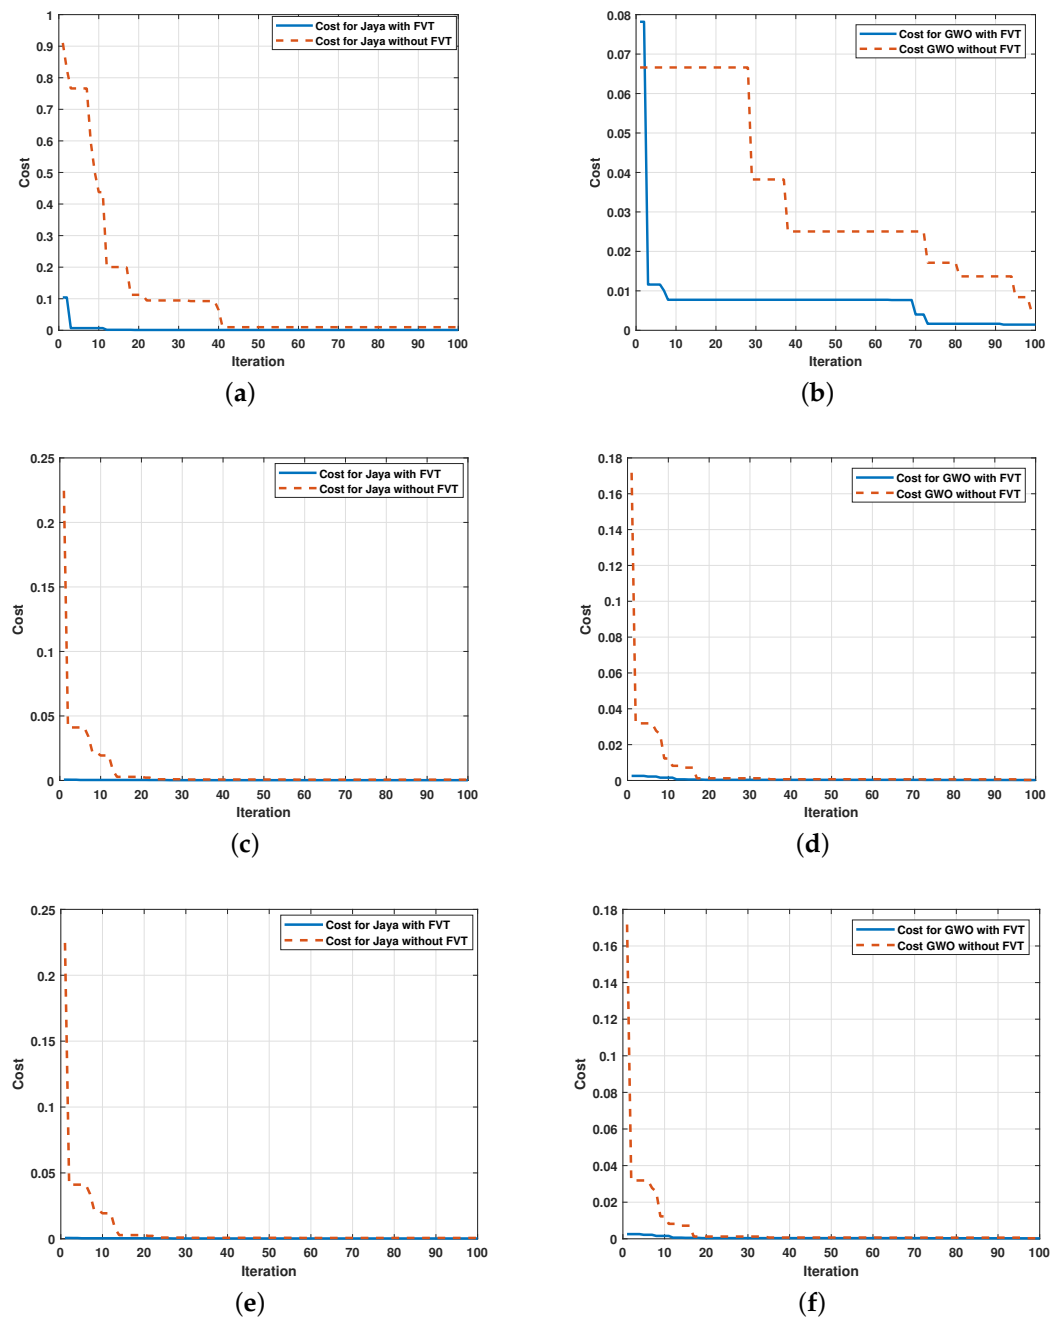 Cost for Jaya with FVT
Cost for Jaya without FVT
1
0.9
0.8
0.7
0.6
0.5
0.4
0.3
0.2
0.1
0
Cost
0 10 20 30 40 50 60 70 80 90 100
Iteration
(a)
Cost for GWO with FVT
Cost GWO without FVT
0.08
0.07
0.06
0.05
0.04
0.03
0.02
0.01
0
Cost
0 10 20 30 40 50 60 70 80 90 100
Iteration
(b)
Cost for Jaya with FVT
Cost for Jaya without FVT
0.25
0.2
0.15
0.1
0.05
0
Cost
0 10 20 30 40 50 60 70 80 90 100
Iteration
(c)
Cost for GWO with FVT
Cost GWO without FVT
0.18
0.16
0.14
0.12
0.1
0.08
0.06
0.04
0.02
0
Cost
0 10 20 30 40 50 60 70 80 90 100
Iteration
(d)
Cost for Jaya with FVT
Cost for Jaya without FVT
0.25
0.2
0.15
0.1
0.05
0
Cost
0 10 20 30 40 50 60 70 80 90 100
Iteration
(e)
Cost for GWO with FVT
Cost GWO without FVT
0.18
0.16
0.14
0.12
0.1
0.08
0.06
0.04
0.02
0
Cost
0 10 20 30 40 50 60 70 80 90 100
Iteration
(f)